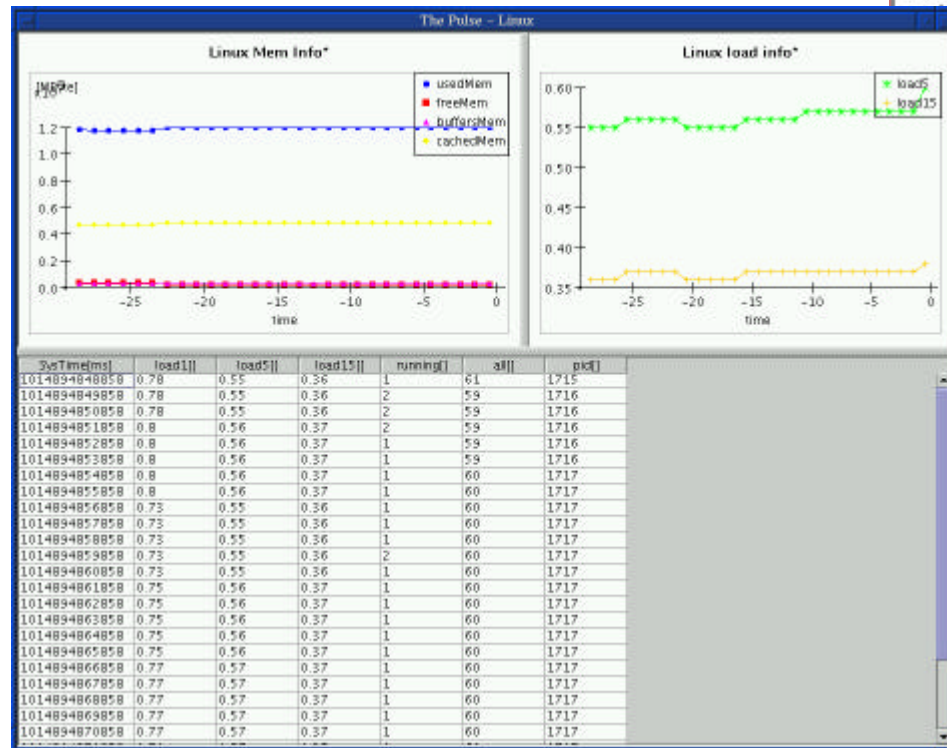 The Pulse – Linux
Linux Mem Info*
usedMem
freeMem
buffersMem
cachedMem
1.2
1.0
0.8
0.6
0.4
0.2
0.0
-25 -20 -15 -10 -5 0
time
Linux load info*
load5
load15
0.60
0.55
0.50
0.45
0.40
0.35
-25 -20 -15 -10 -5 0
time
SysTime[ms] load1[] load5[] load15[] running[] all[] pid[]
1014894848858 0.78 0.55 0.36 1 61 1715
1014894849858 0.78 0.55 0.36 2 59 1716
1014894850858 0.78 0.55 0.36 2 59 1716
1014894851858 0.8 0.56 0.37 2 59 1716
1014894852858 0.8 0.56 0.37 1 59 1716
1014894853858 0.8 0.56 0.37 1 59 1716
1014894854858 0.8 0.56 0.37 1 60 1717
1014894855858 0.8 0.56 0.37 1 60 1717
1014894856858 0.73 0.55 0.36 1 60 1717
1014894857858 0.73 0.55 0.36 1 60 1717
1014894858858 0.73 0.55 0.36 1 60 1717
1014894859858 0.73 0.55 0.36 2 60 1717
1014894860858 0.73 0.55 0.36 1 60 1717
1014894861858 0.75 0.56 0.37 1 60 1717
1014894862858 0.75 0.56 0.37 1 60 1717
1014894863858 0.75 0.56 0.37 1 60 1717
1014894864858 0.75 0.56 0.37 1 60 1717
1014894865858 0.75 0.56 0.37 1 60 1717
1014894866858 0.77 0.57 0.37 1 60 1717
1014894867858 0.77 0.57 0.37 1 60 1717
1014894868858 0.77 0.57 0.37 1 60 1717
1014894869858 0.77 0.57 0.37 1 60 1717
1014894870858 0.77 0.57 0.37 1 60 1717